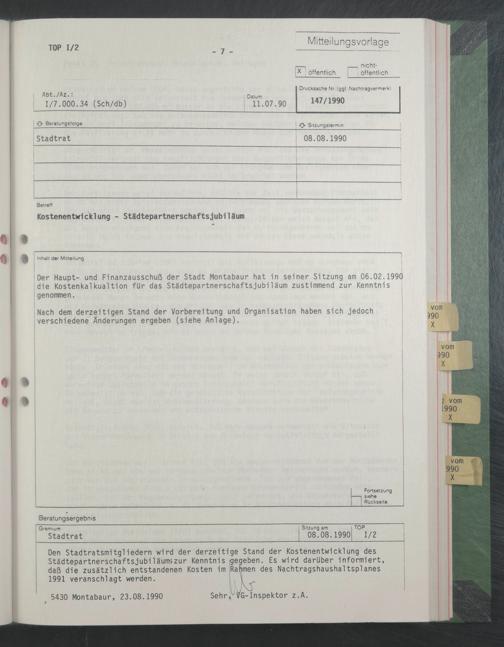 TOP I/2
- 7 -
Mitteilungsvorlage
X öffentlich
nicht-
öffentlich
Abt./Az.:
I/7.000.34 (Sch/db)
Datum
11.07.90
Drucksache Nr. (ggf. Nachtragvermerk)
147/1990
Beratungsfolge
Sitzungstermin
Stadtrat
08.08.1990
Betreff
Kostenentwicklung - Städtepartnerschaftsjubiläum
Inhalt der Mitteilung
Der Haupt- und Finanzausschuß der Stadt Montabaur hat in seiner Sitzung am 06.02.1990
die Kostenkalkualtion für das Städtepartnerschaftsjubiläum zustimmend zur Kenntnis
genommen.
Nach dem derzeitigen Stand der Vorbereitung und Organisation haben sich jedoch
verschiedene Änderungen ergeben (siehe Anlage).
Fortsetzung
siehe
Rückseite
Beratungsergebnis
Gremium
Stadtrat
Sitzung am
08.08.1990
TOP
I/2
Den Stadtratsmitgliedern wird der derzeitige Stand der Kostenentwicklung des
Städtepartnerschaftsjubiläums zur Kenntnis gegeben. Es wird darüber informiert,
daß die zusätzlich entstandenen Kosten im Rahmen des Nachtragshaushaltsplanes
1991 veranschlagt werden.
5430 Montabaur, 23.08.1990
Sehr, VG-Inspektor z.A.
vom
990
X
vom
990
X
vom
1990
X
vom
990
X